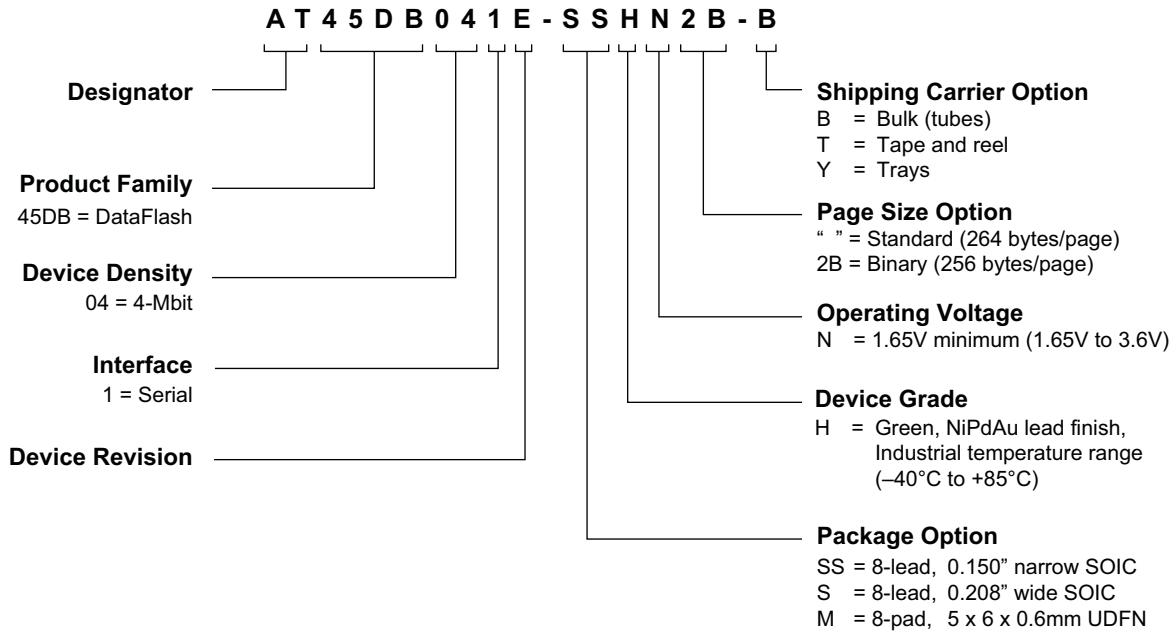 A T 4 5 D B 0 4 1 E - S S H N 2 B - B
Designator
Product Family
45DB = DataFlash
Device Density
04 = 4-Mbit
Interface
1 = Serial
Device Revision
Shipping Carrier Option
B = Bulk (tubes)
T = Tape and reel
Y = Trays
Page Size Option
“ ” = Standard (264 bytes/page)
2B = Binary (256 bytes/page)
Operating Voltage
N = 1.65V minimum (1.65V to 3.6V)
Device Grade
H = Green, NiPdAu lead finish,
Industrial temperature range
(–40°C to +85°C)
Package Option
SS = 8-lead, 0.150” narrow SOIC
S = 8-lead, 0.208” wide SOIC
M = 8-pad, 5 x 6 x 0.6mm UDFN